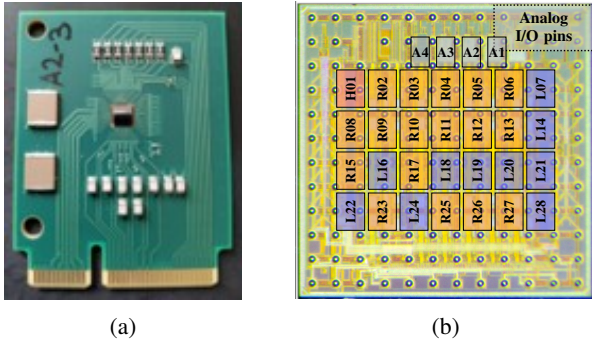 A2-3
Analog
I/O pins
A4 A3 A2 A1
H01 R02 R03 R04 R05 R06 L07
R08 R09 R10 R11 R12 R13 L14
R15 L16 R17 L18 L19 L20 L21
L22 R23 L24 R25 R26 R27 L28
(a) (b)